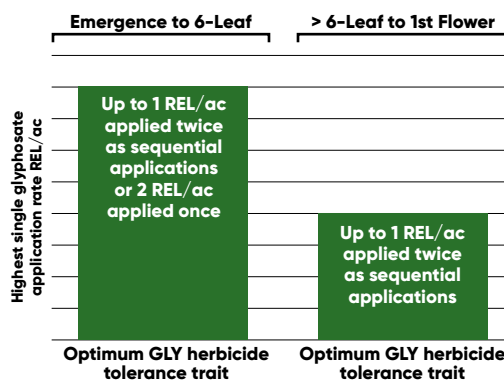 Emergence to 6-Leaf
> 6-Leaf to 1st Flower
Highest single glyphosate
application rate REL/ac
Up to 1 REL/ac
applied twice
as sequential
applications
or 2 REL/ac
applied once
Up to 1 REL/ac
applied twice
as sequential
applications
Optimum GLY herbicide
tolerance trait
Optimum GLY herbicide
tolerance trait